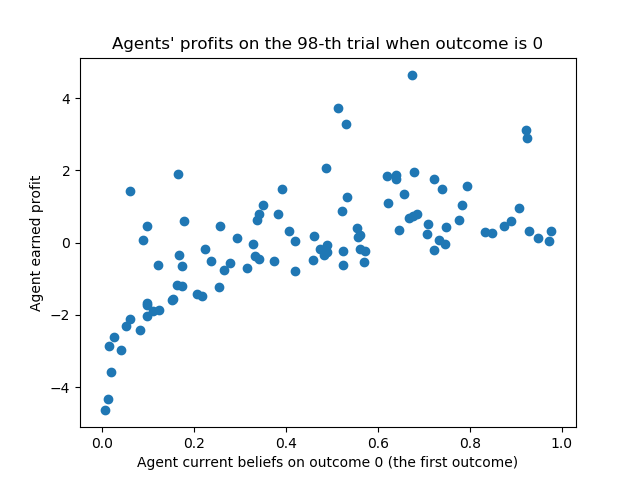 Agents' profits on the 98-th trial when outcome is 0
Agent earned profit
4
2
0
−2
−4
0.0 0.2 0.4 0.6 0.8 1.0
Agent current beliefs on outcome 0 (the first outcome)